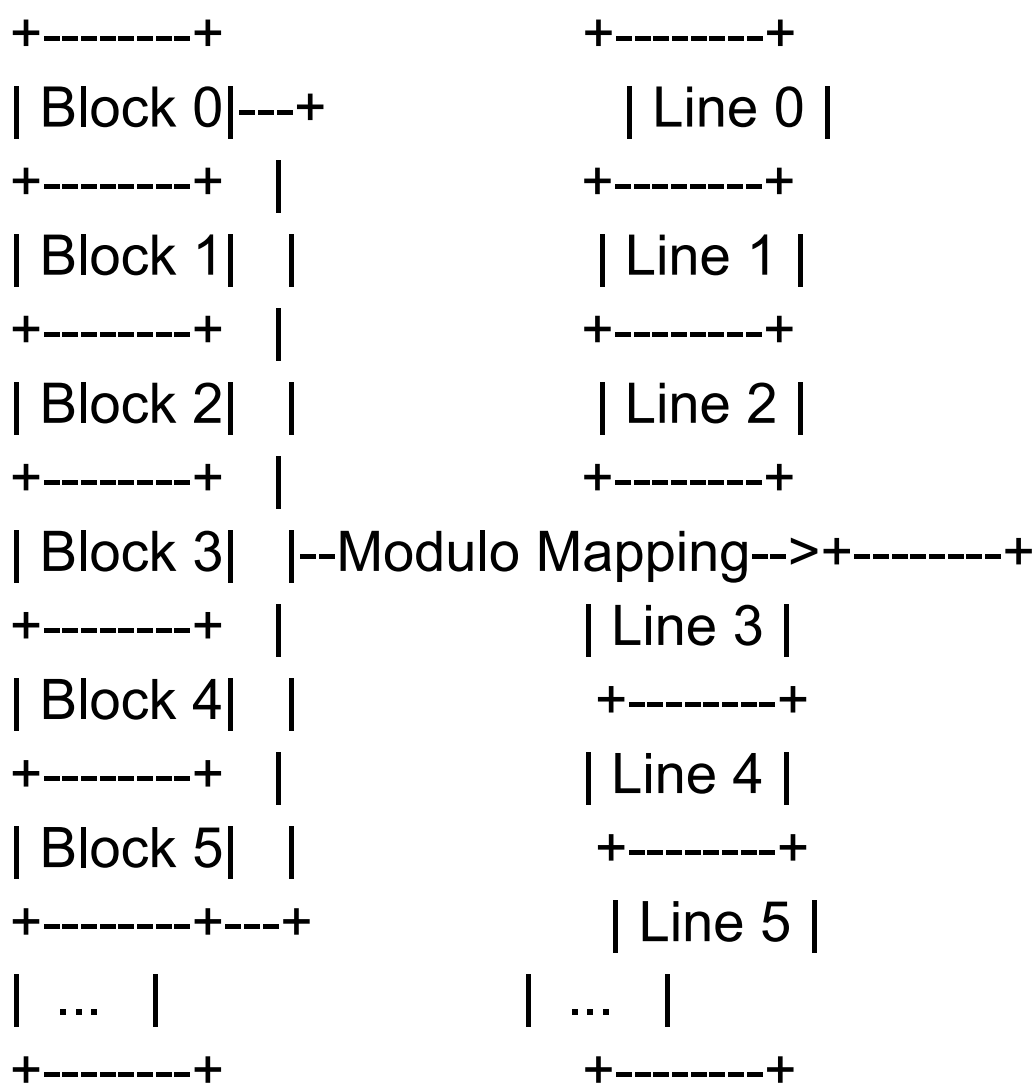 +--------+                    +--------+
| Block 0|---+                | Line 0 |
+--------+   |                +--------+
| Block 1|   |                | Line 1 |
+--------+   |                +--------+
| Block 2|   |                | Line 2 |
+--------+   |                +--------+
| Block 3|   |--Modulo Mapping-->+--------+
+--------+   |                | Line 3 |
| Block 4|   |                +--------+
+--------+   |                | Line 4 |
| Block 5|   |                +--------+
+--------+---+                | Line 5 |
|  ...   |                |  ...   |
+--------+                    +--------+